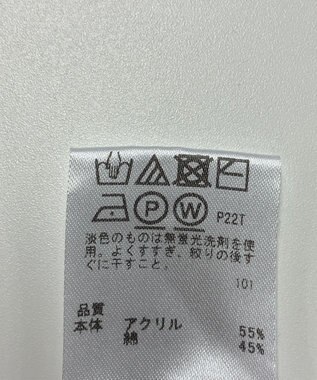 P W P22T
淡色のものは無蛍光洗剤を使
用。よくすすぎ、絞りの後す
ぐに干すこと。
101
品質
本体 アクリル 55%
綿 45%